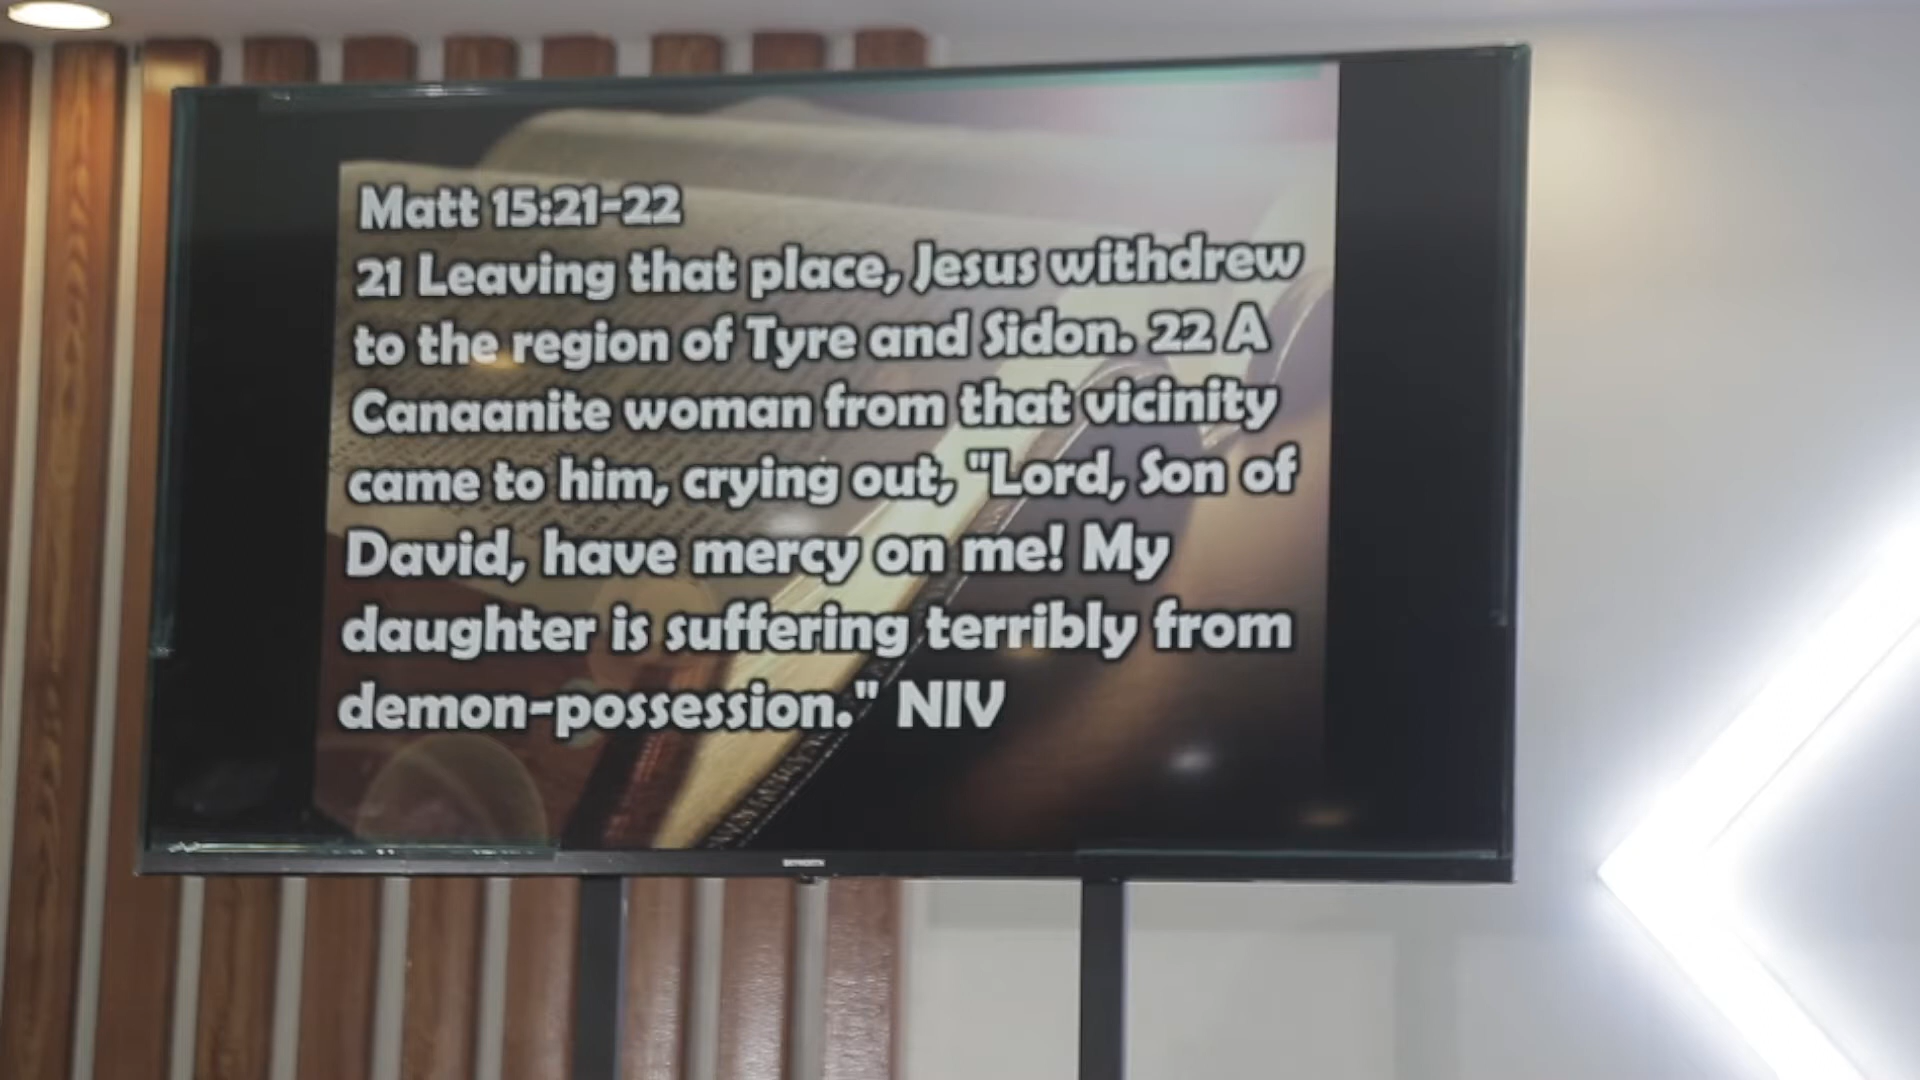 Matt 15:21-22
21 Leaving that place, Jesus withdrew
to the region of Tyre and Sidon. 22 A
Canaanite woman from that vicinity
came to him, crying out, "Lord, Son of
David, have mercy on me! My
daughter is suffering terribly from
demon-possession." NIV
SKYWORTH